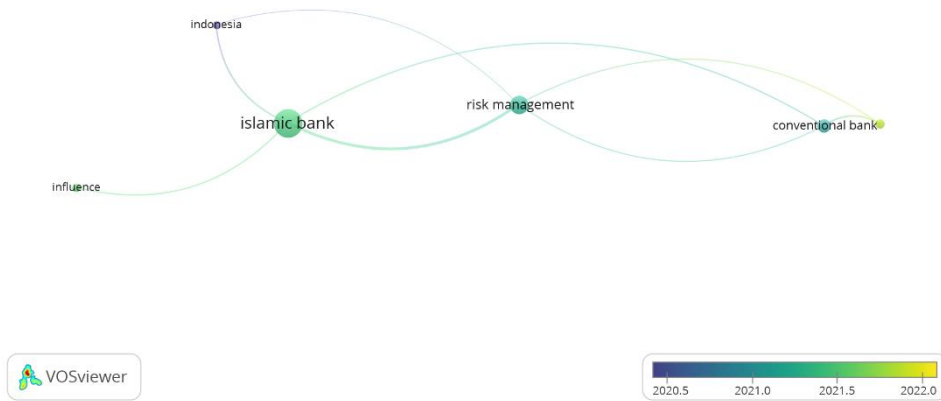 indonesia
risk management
islamic bank
conventional bank
influence
VOSviewer
2020.5 2021.0 2021.5 2022.0